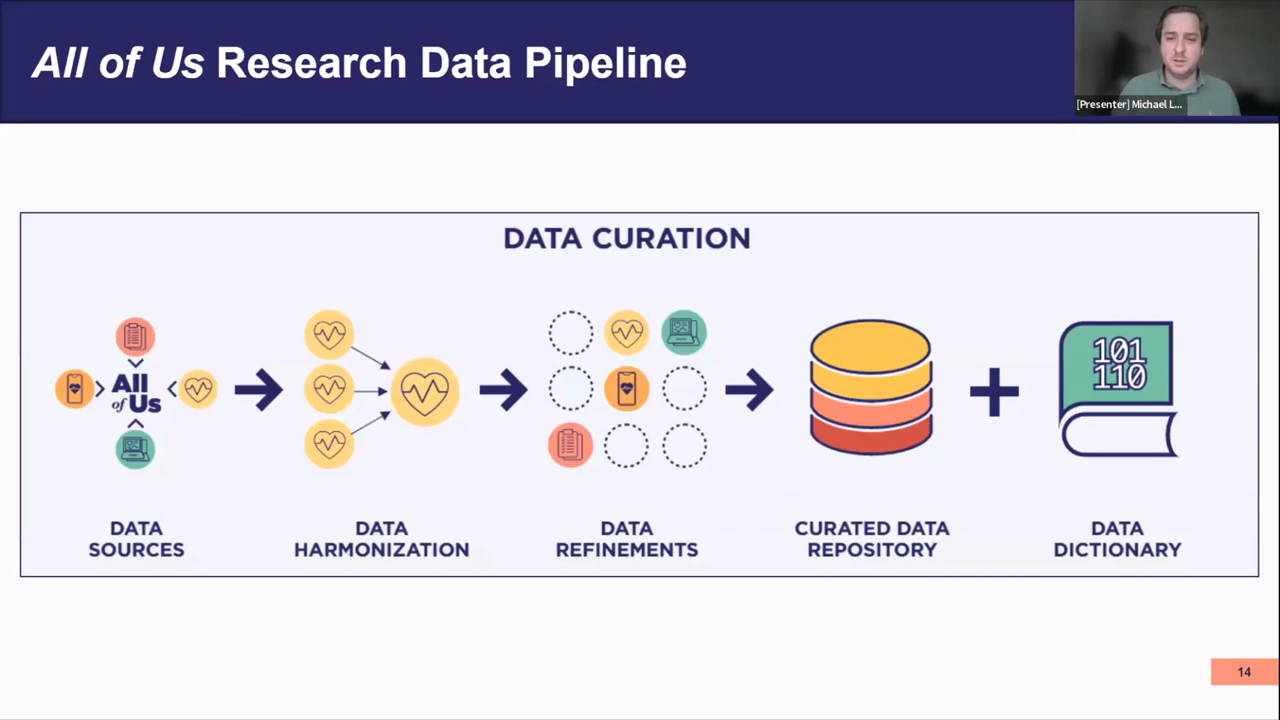 All of Us Research Data Pipeline
[Presenter] Michael L...
DATA CURATION
All
of Us
101
110
DATA
SOURCES
DATA
HARMONIZATION
DATA
REFINEMENTS
CURATED DATA
REPOSITORY
DATA
DICTIONARY
14